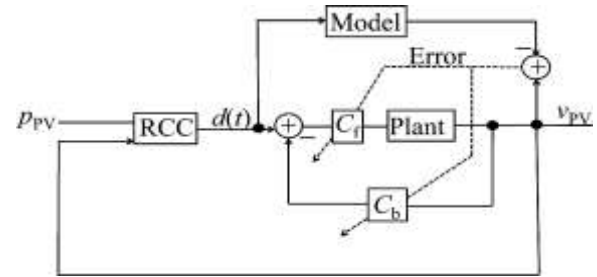 Model
Error
p_PV
RCC
d(t)
C_f
Plant
v_PV
C_b